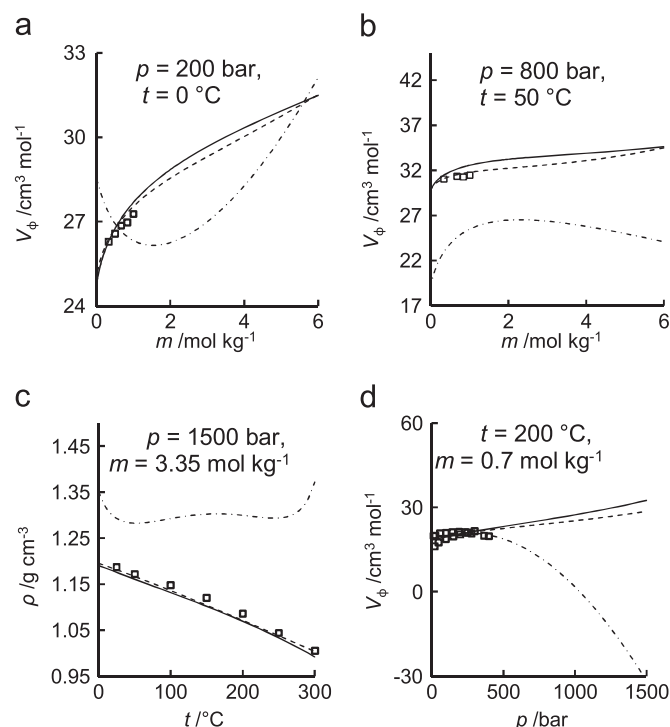 a
p = 200 bar,
t = 0 °C
33
30
27
24
Vϕ/cm³ mol⁻¹
0
2
4
6
m /mol kg⁻¹
b
p = 800 bar,
t = 50 °C
42
37
32
27
22
17
Vϕ/cm³ mol⁻¹
0
2
4
6
m /mol kg⁻¹
c
p = 1500 bar,
m = 3.35 mol kg⁻¹
1.45
1.35
1.25
1.15
1.05
0.95
ρ /g cm⁻³
0
100
200
300
t /°C
d
t = 200 °C,
m = 0.7 mol kg⁻¹
60
30
0
-30
Vϕ/cm³ mol⁻¹
0
500
1000
1500
p /bar